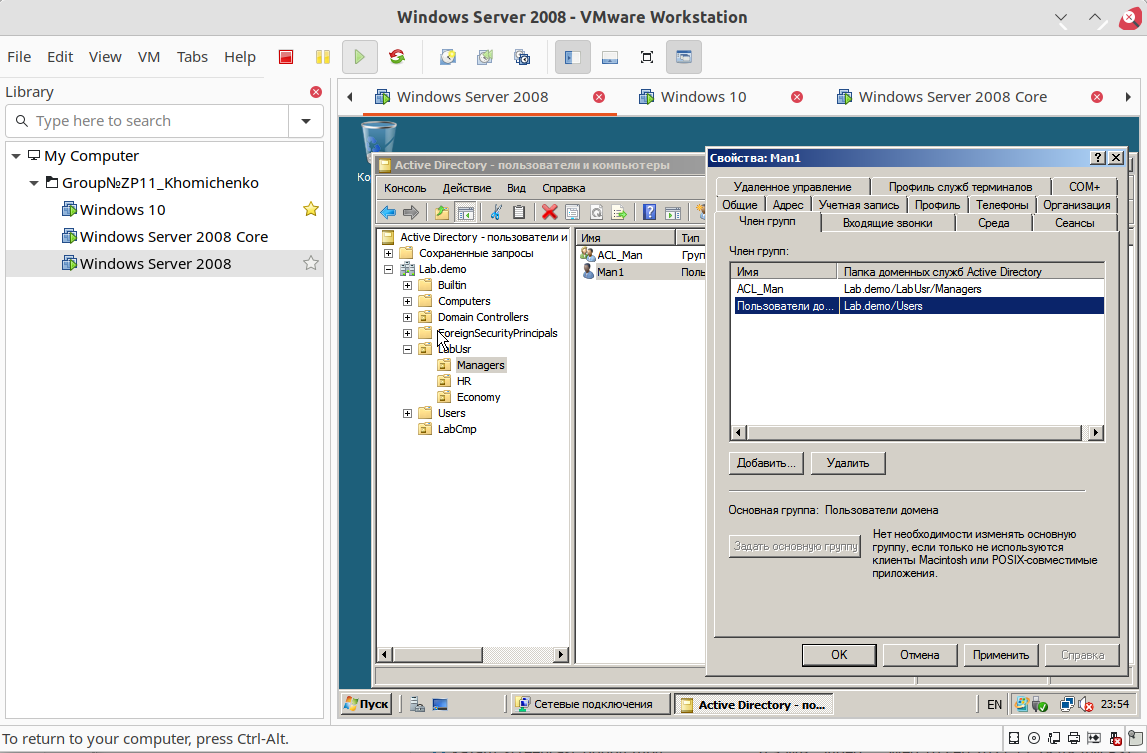 Windows Server 2008 - VMware Workstation
File Edit View VM Tabs Help
Library
Type here to search
My Computer
Group№ZP11_Khomichenko
Windows 10
Windows Server 2008 Core
Windows Server 2008
Windows Server 2008 Windows 10 Windows Server 2008 Core
Ко
Active Directory - пользователи и компьютеры
Консоль Действие Вид Справка
Active Directory - пользователи и
Сохраненные запросы
Lab.demo
Builtin
Computers
Domain Controllers
ForeignSecurityPrincipals
LabUsr
Managers
HR
Economy
Users
LabCmp
Имя Тип
ACL_Man Груп
Man1 Поль
Свойства: Man1
Удаленное управление Профиль служб терминалов COM+
Общие Адрес Учетная запись Профиль Телефоны Организация
Член групп Входящие звонки Среда Сеансы
Член групп:
Имя Папка доменных служб Active Directory
ACL_Man Lab.demo/LabUsr/Managers
Пользователи до... Lab.demo/Users
Добавить... Удалить
Основная группа: Пользователи домена
Задать основную группу
Нет необходимости изменять основную
группу, если только не используются
клиенты Macintosh или POSIX-совместимые
приложения.
OK Отмена Применить Справка
Пуск Сетевые подключения Active Directory - по... EN 23:54
To return to your computer, press Ctrl-Alt.